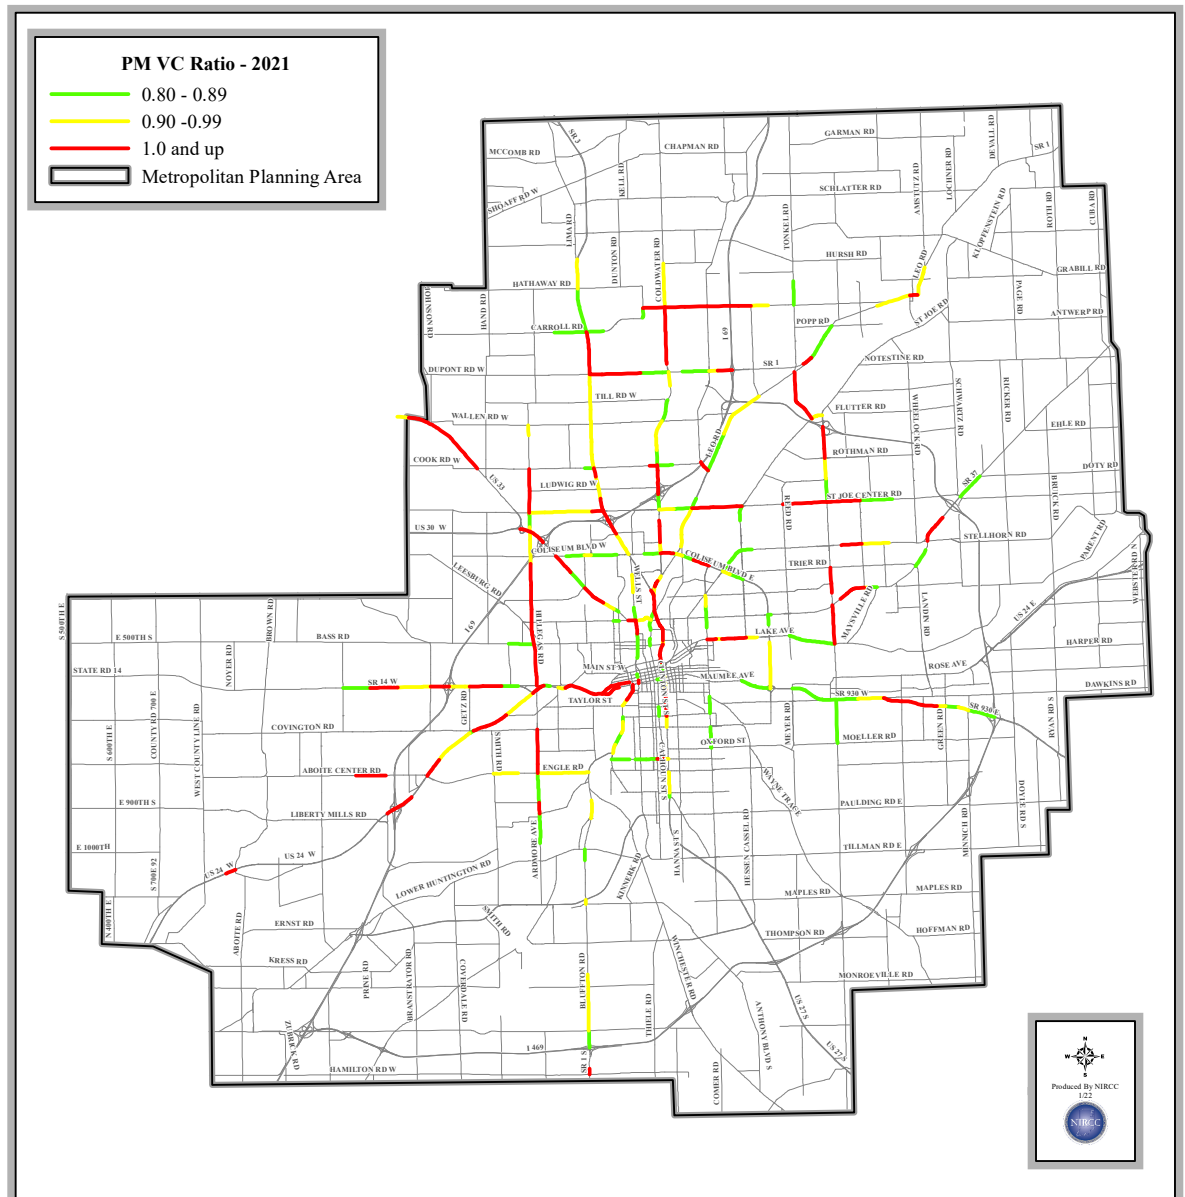 PM VC Ratio - 2021
0.80 - 0.89
0.90 -0.99
1.0 and up
Metropolitan Planning Area
SR 3
GARMAN RD
DEVALL RD
MCCOMB RD
CHAPMAN RD
SR 1
KELL RD
LOCHNER RD
AMSTUTZ RD
SCHLATTER RD
SHOAFF RD W
KLOPFENSTEIN RD
ROTH RD
CUBA RD
LIMA RD
TONKEL RD
DUNTON RD
COLDWATER RD
HURSH RD
LEO RD
GRABILL RD
HATHAWAY RD
JOHNSON RD
HAND RD
PAGE RD
ST JOE RD
ANTWERP RD
CARROLL RD
POPP RD
I 69
DUPONT RD W
SR 1
NOTESTINE RD
TILL RD W
SCHWARTZ RD
RICKER RD
WALLEN RD W
FLUTTER RD
WHEELOCK RD
EHLE RD
LEO RD
COOK RD W
ROTHMAN RD
DOTY RD
US 33
LUDWIG RD W
SR 37
BRUICK RD
ST JOE CENTER RD
REED RD
US 30 W
STELLHORN RD
PARENT RD
COLISEUM BLVD W
COLISEUM BLVD E
TRIER RD
WEBSTER RD N
LEESBURG RD
WELLS ST
MAYSVILLE RD
LANDIN RD
US 24 E
S 500TH E
BROWN RD
HILLEGAS RD
I 69
E 500TH S
BASS RD
LAKE AVE
HARPER RD
NOYER RD
STATE RD 14
MAIN ST W
MAUMEE AVE
ROSE AVE
SR 14 W
DAWKINS RD
TAYLOR ST
CLINTON ST S
SR 930 W
SR 930 E
COUNTY RD 700 E
WEST COUNTY LINE RD
GETZ RD
S 600TH E
COVINGTON RD
SMITH RD
OXFORD ST
MEYER RD
MOELLER RD
GREEN RD
RYAN RD S
ABOITE CENTER RD
ENGLE RD
CALHOUN ST S
WAYNE TRACE
E 900TH S
LIBERTY MILLS RD
PAULDING RD E
DOYLE RD S
MINNICH RD
ARDMORE AVE
HANNA ST S
HESSEN CASSEL RD
E 1000TH
TILLMAN RD E
S 700E 92
US 24 W
US 24 W
LOWER HUNTINGTON RD
KINNERK RD
MAPLES RD
MAPLES RD
N 400TH E
ABOITE RD
ERNST RD
SMITH RD
THOMPSON RD
HOFFMAN RD
KRESS RD
PRINE RD
BRANSTRATOR RD
COVERDALE RD
BLUFFTON RD
WINCHESTER RD
MONROEVILLE RD
THIELE RD
ANTHONY BLVD S
US 27 S
ZUBRICK RD
I 469
SR 1 S
US 27 S
HAMILTON RD W
COMER RD
N
W
E
S
Produced By NIRCC
1/22
NIRCC